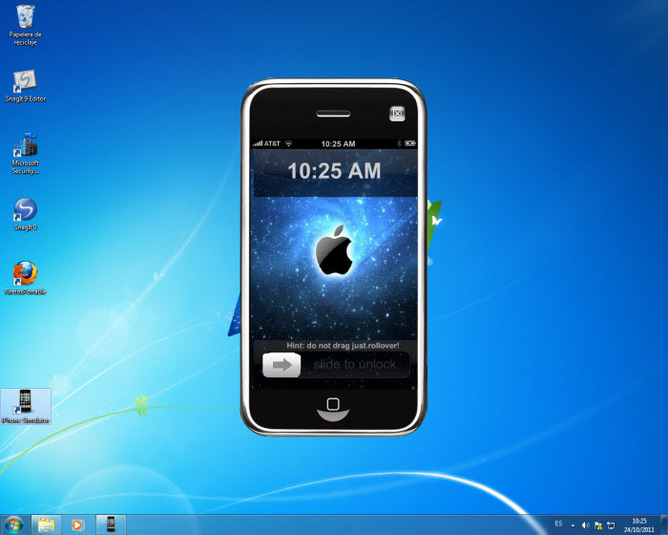 Papelera de
reciclaje
SnagIt 9 Editor
Microsoft
Security...
SnagIt 9
FirefoxPortable
iPhone Simulator
AT&T
10:25 AM
10:25 AM
Hint: do not drag just rollover!
slide to unlock
ES
10:25
24/10/2011